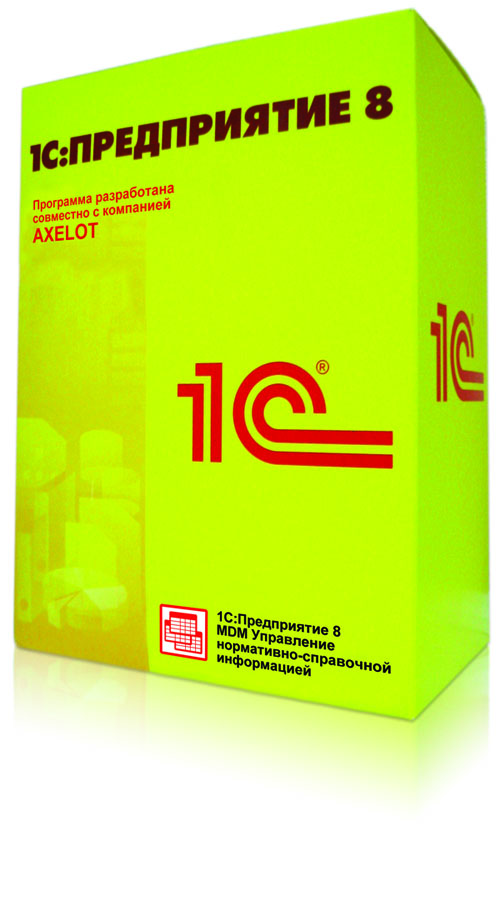 1С:ПРЕДПРИЯТИЕ 8
Программа разработана
совместно с компанией
AXELOT
1С®
1С
1С:Предприятие 8
MDM Управление
нормативно-справочной
информацией